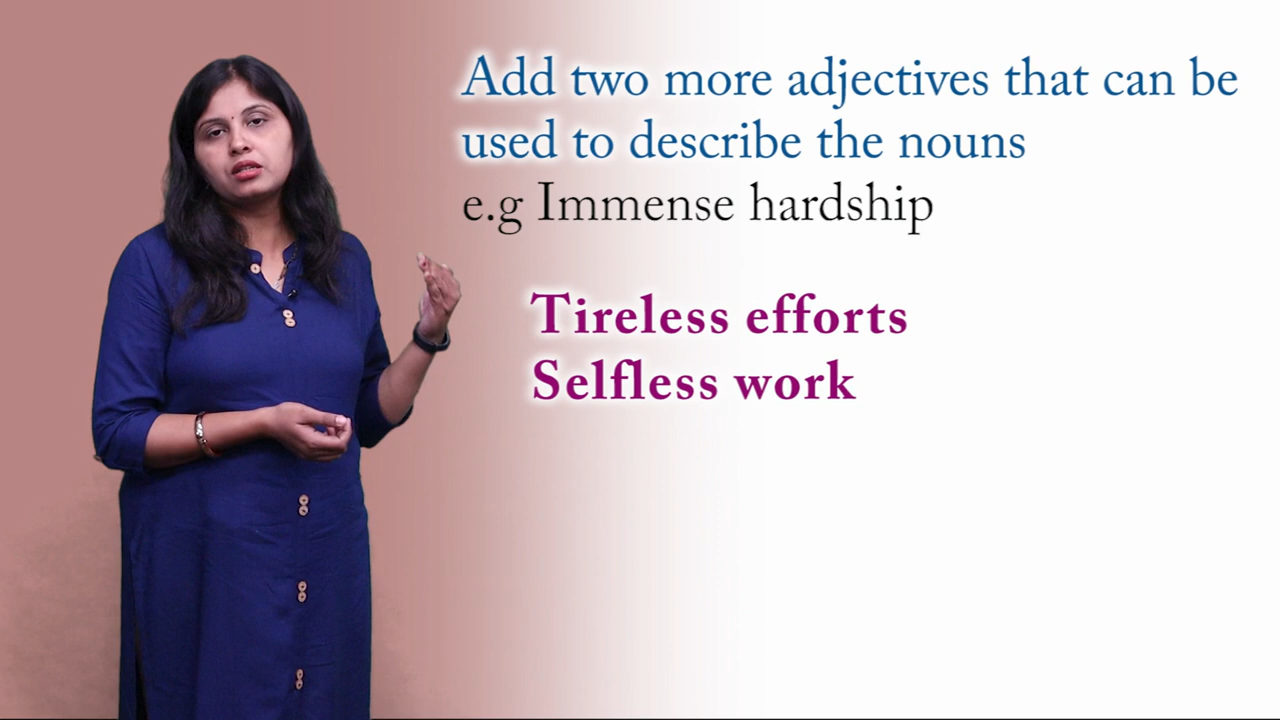 Add two more adjectives that can be
used to describe the nouns
e.g Immense hardship
Tireless efforts
Selfless work